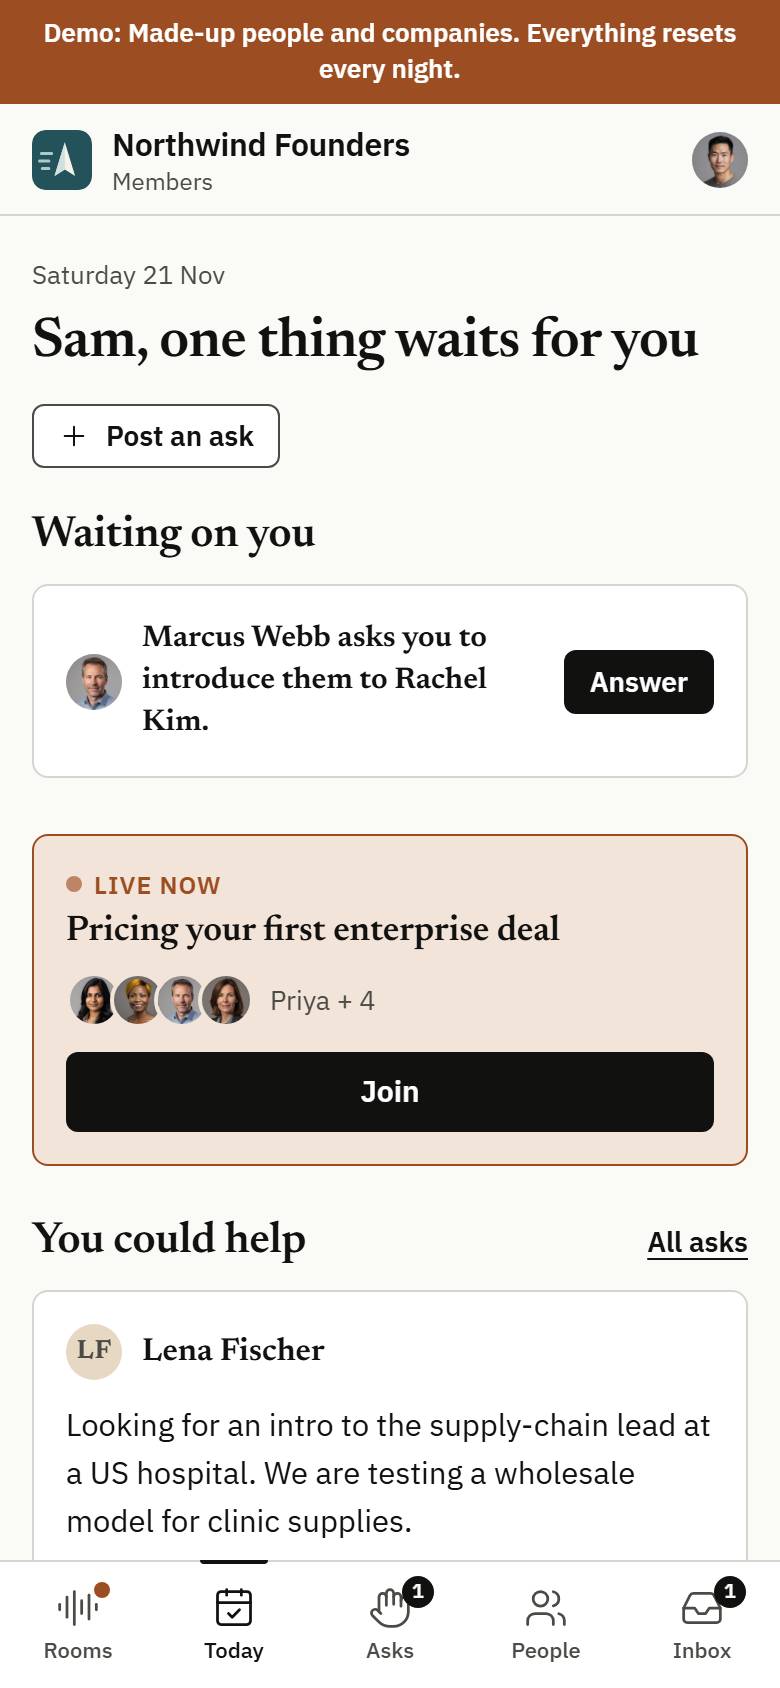 Demo: Made-up people and companies. Everything resets
every night.
Northwind Founders
Members
Saturday 21 Nov
Sam, one thing waits for you
Post an ask
Waiting on you
Marcus Webb asks you to
introduce them to Rachel
Kim.
Answer
LIVE NOW
Pricing your first enterprise deal
Priya + 4
Join
You could help
All asks
LF
Lena Fischer
Looking for an intro to the supply-chain lead at
a US hospital. We are testing a wholesale
model for clinic supplies.
Rooms
Today
1
Asks
People
1
Inbox